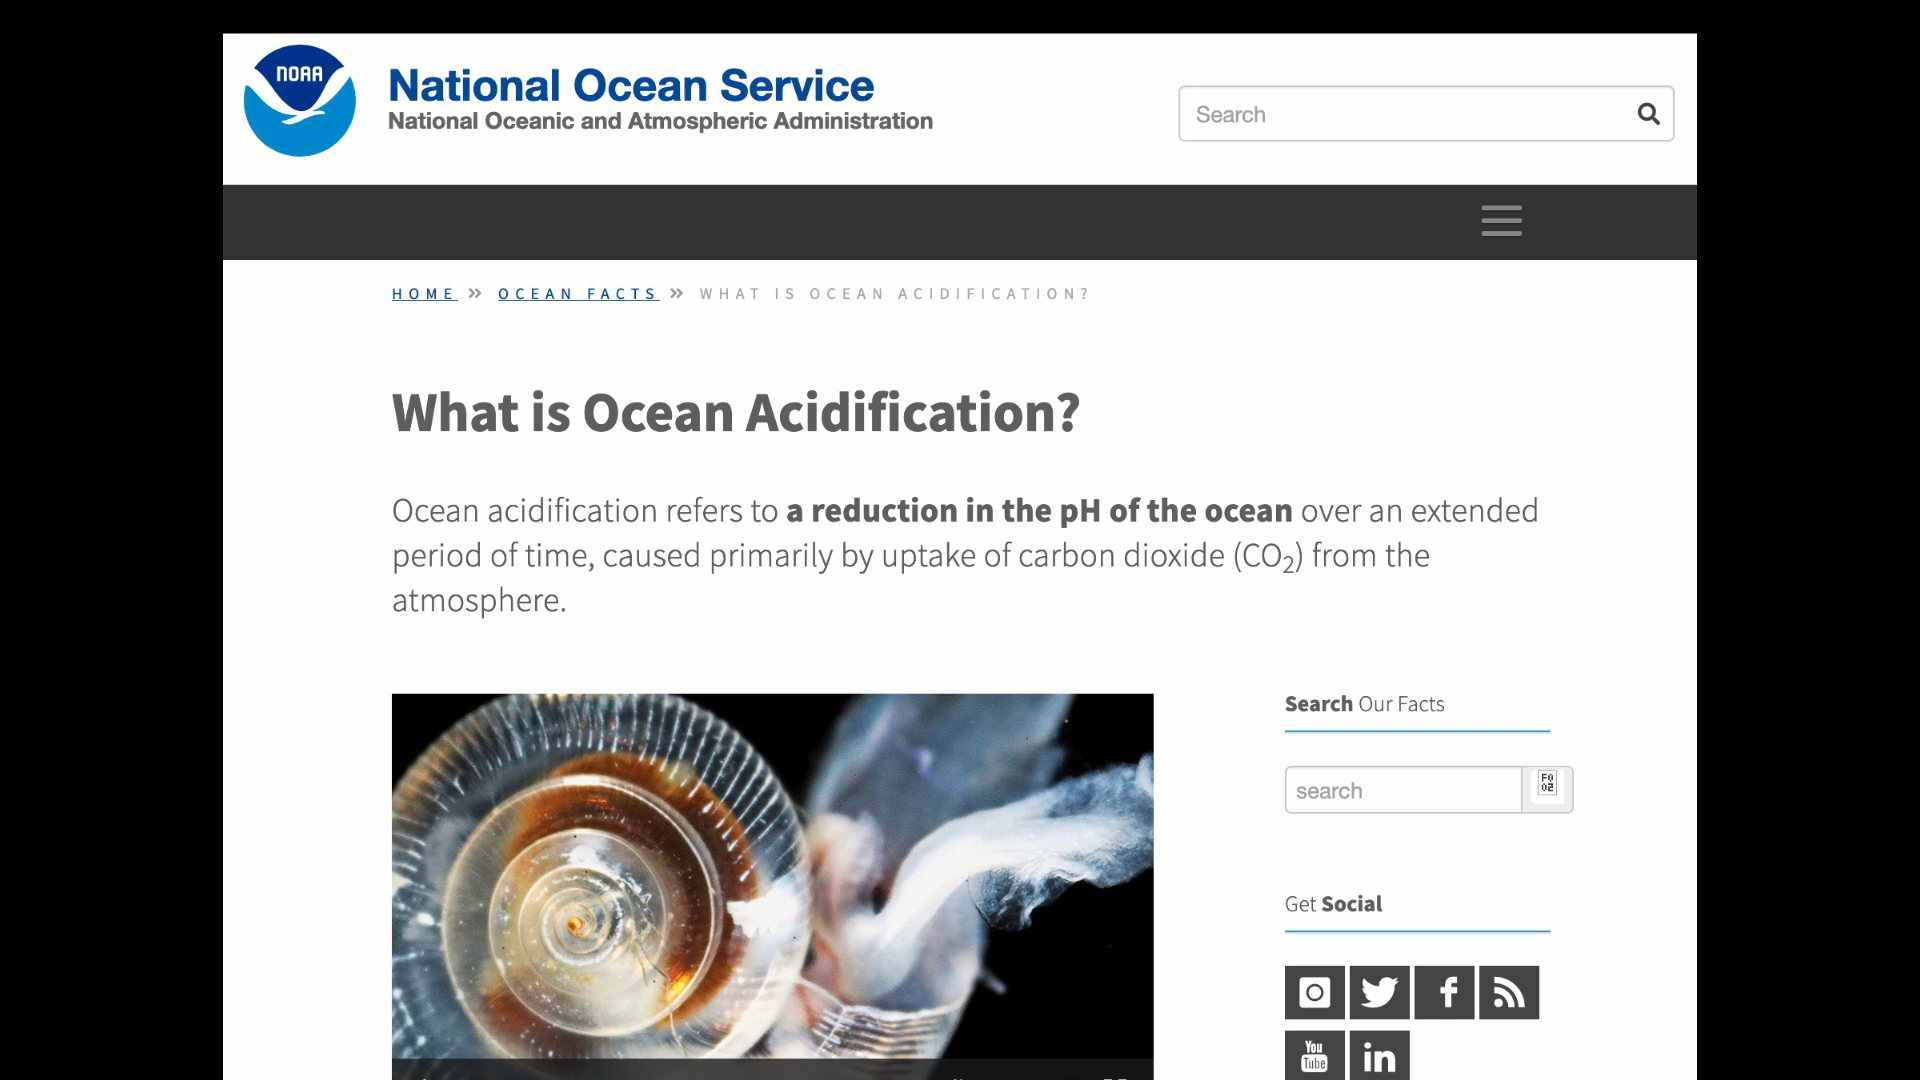 NOAA
National Ocean Service
National Oceanic and Atmospheric Administration
Search
HOME » OCEAN FACTS » WHAT IS OCEAN ACIDIFICATION?
What is Ocean Acidification?
Ocean acidification refers to a reduction in the pH of the ocean over an extended
period of time, caused primarily by uptake of carbon dioxide (CO₂) from the
atmosphere.
Search Our Facts
search
F0
02
Get Social
You
Tube
in